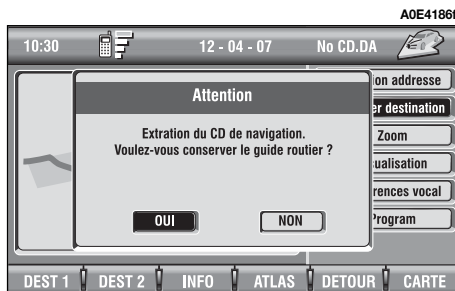 A0E4186f
10:30 12 - 04 - 07 No CD.DA
Attention
Extration du CD de navigation.
Voulez-vous conserver le guide routier ?
OUI NON
on addresse
er destination
Zoom
ualisation
rences vocal
Program
DEST 1 DEST 2 INFO ATLAS DETOUR CARTE